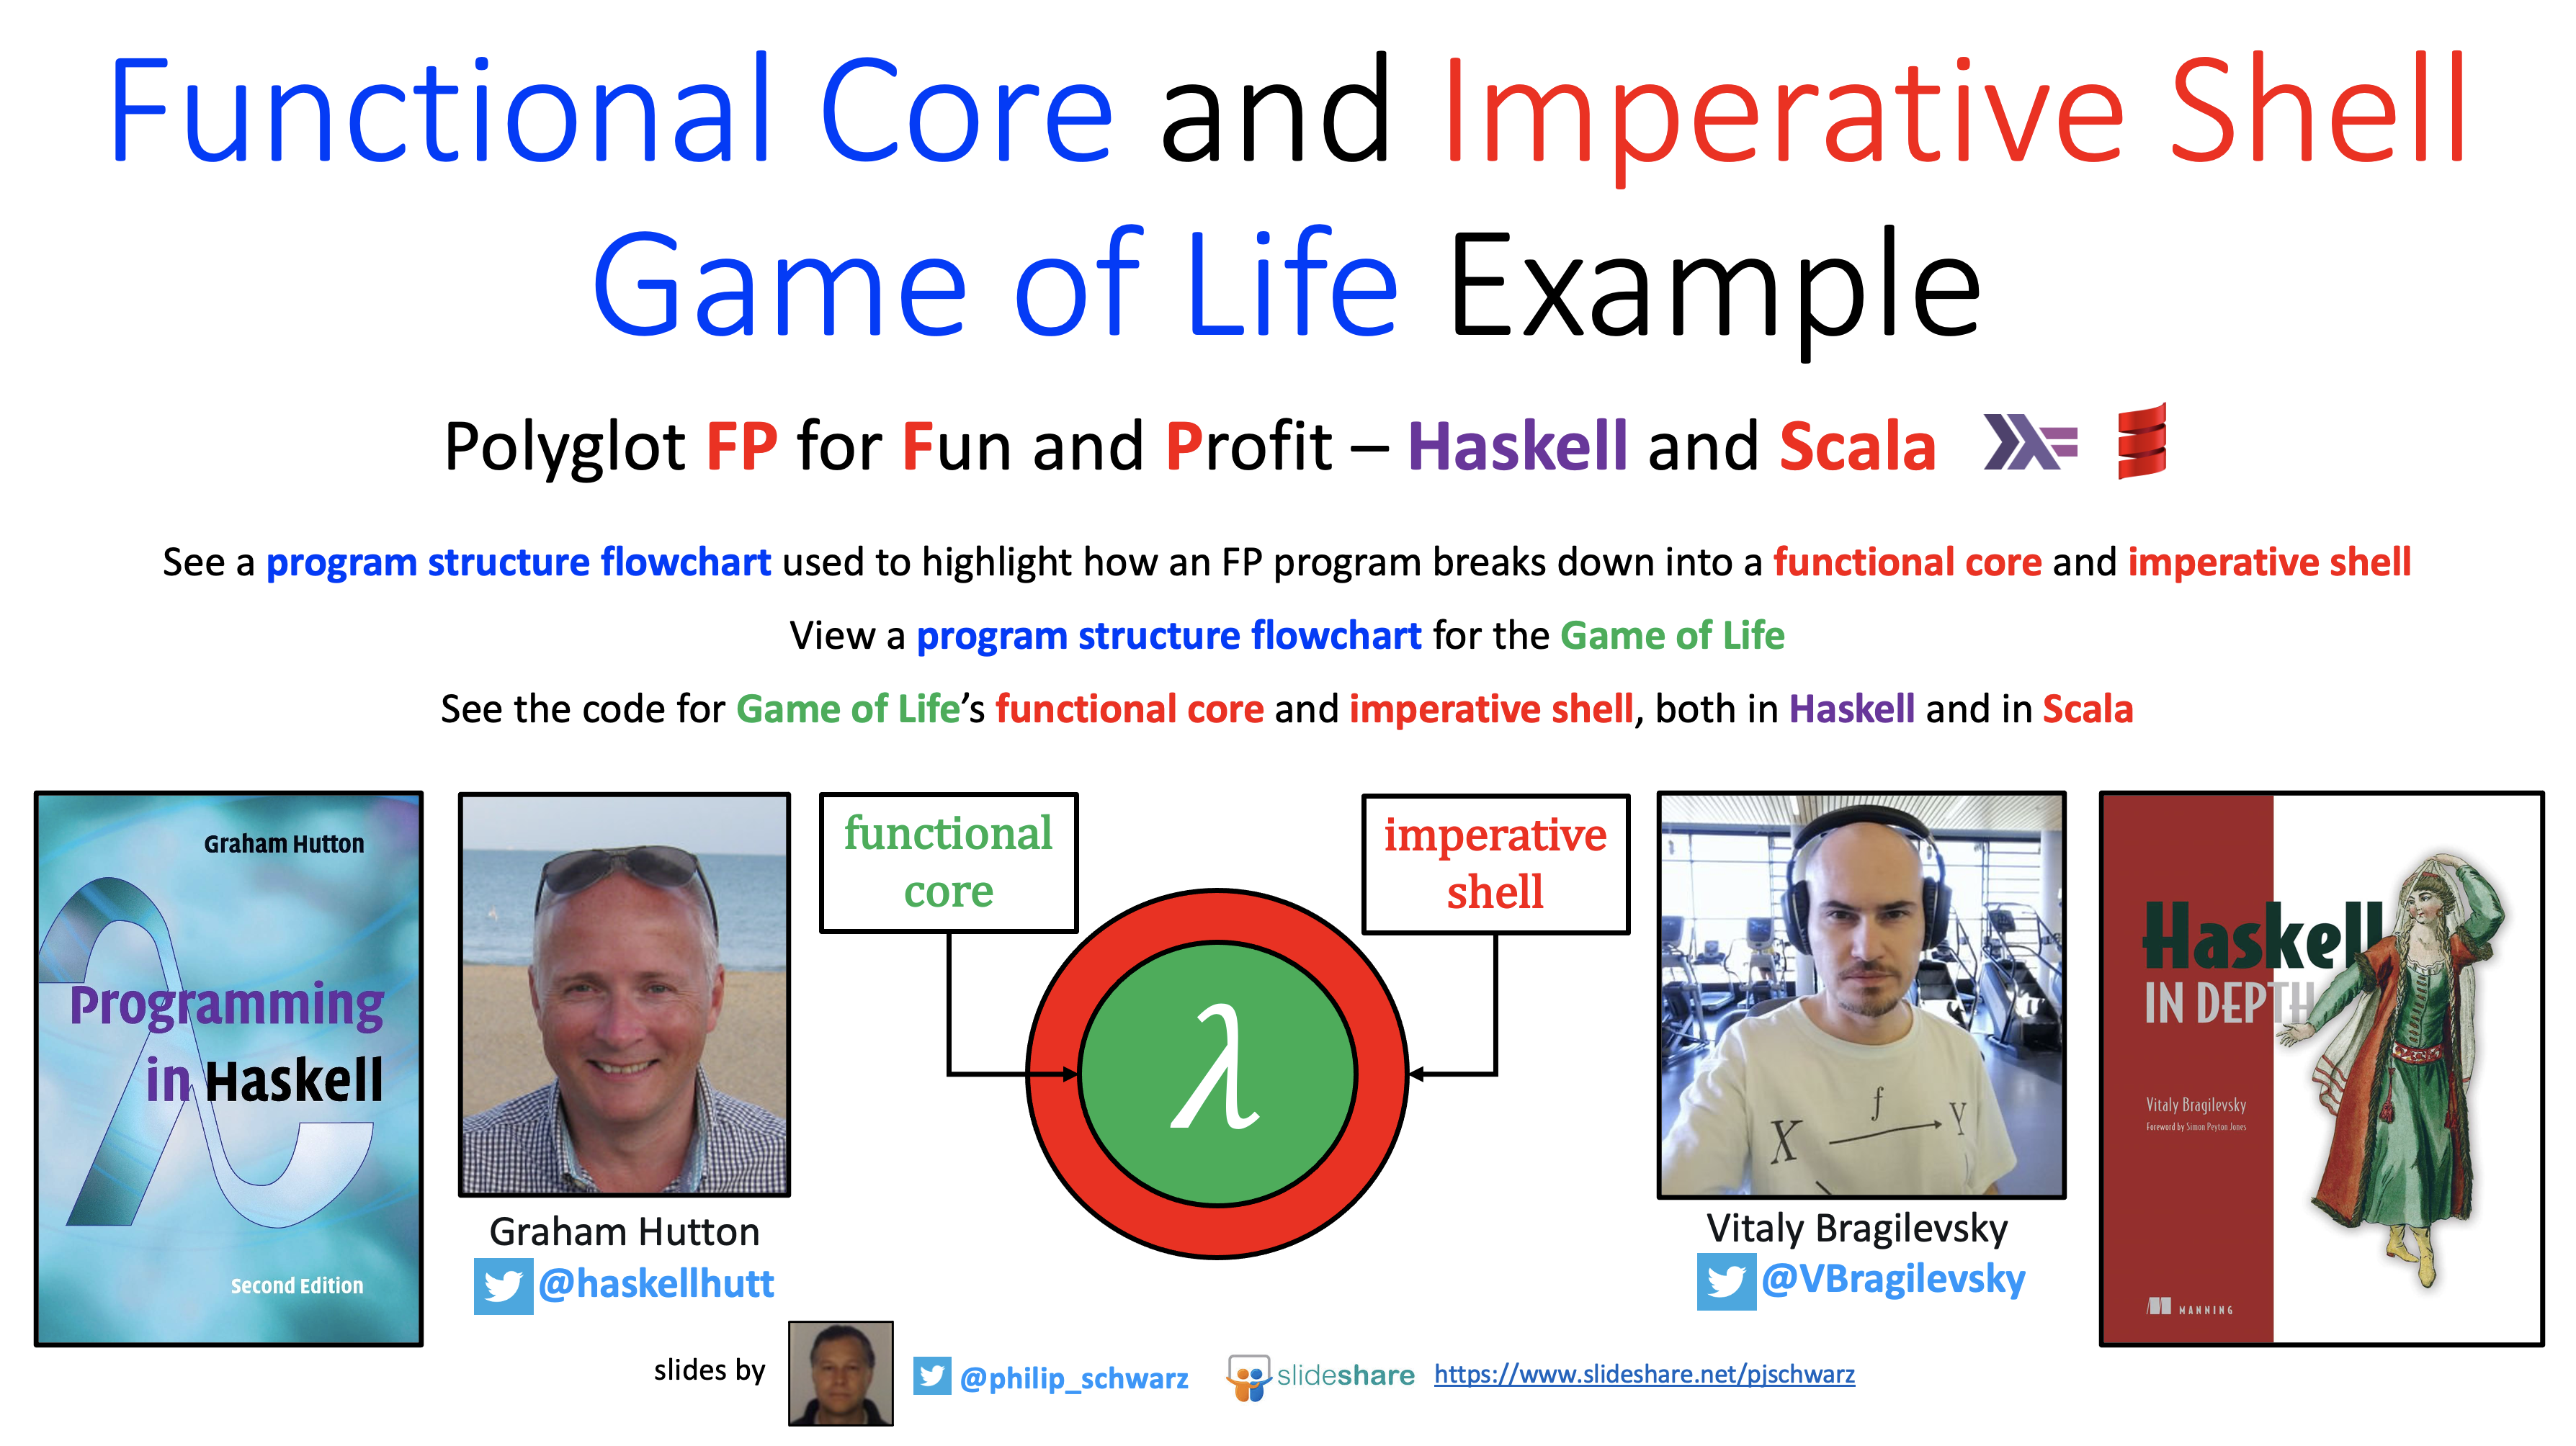 Functional Core and Imperative Shell
Game of Life Example
Polyglot FP for Fun and Profit – Haskell and Scala
See a program structure flowchart used to highlight how an FP program breaks down into a functional core and imperative shell
View a program structure flowchart for the Game of Life
See the code for Game of Life’s functional core and imperative shell, both in Haskell and in Scala
Graham Hutton
Programming
in Haskell
Second Edition
Graham Hutton
@haskellhutt
functional
core
imperative
shell
λ
X f Y
Vitaly Bragilevsky
@VBragilevsky
Haskell
IN DEPTH
Vitaly Bragilevsky
Foreword by Simon Peyton Jones
MANNING
slides by
@philip_schwarz
slideshare
https://www.slideshare.net/pjschwarz